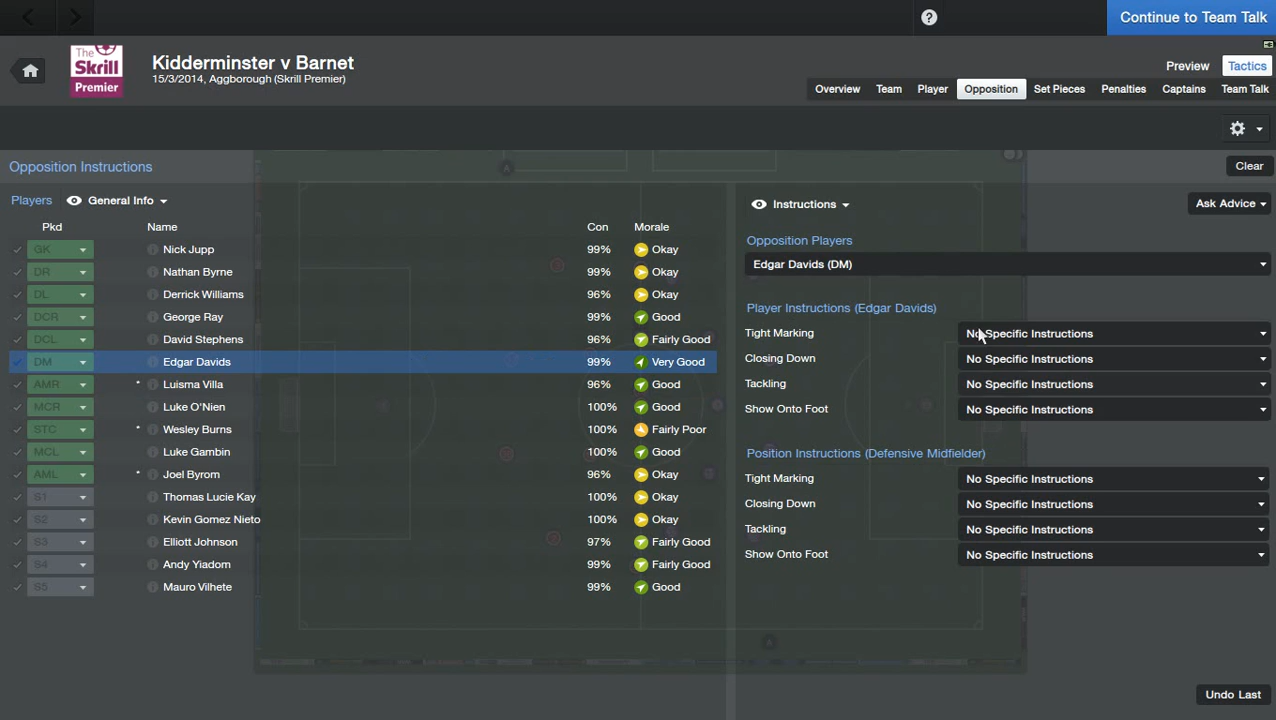 ?
Continue to Team Talk
The
Skrill
Premier
Kidderminster v Barnet
15/3/2014, Aggborough (Skrill Premier)
Preview
Tactics
Overview
Team
Player
Opposition
Set Pieces
Penalties
Captains
Team Talk
Opposition Instructions
Clear
Players
General Info
Pkd
Name
Con
Morale
GK Nick Jupp 99% Okay
DR Nathan Byrne 99% Okay
DL Derrick Williams 96% Okay
DCR George Ray 99% Good
DCL David Stephens 96% Fairly Good
DM Edgar Davids 99% Very Good
AMR Luisma Villa 96% Good
MCR Luke O'Nien 100% Good
STC Wesley Burns 100% Fairly Poor
MCL Luke Gambin 100% Good
AML Joel Byrom 96% Okay
S1 Thomas Lucie Kay 100% Okay
S2 Kevin Gomez Nieto 100% Okay
S3 Elliott Johnson 97% Fairly Good
S4 Andy Yiadom 99% Fairly Good
S5 Mauro Vilhete 99% Good
Instructions
Ask Advice
Opposition Players
Edgar Davids (DM)
Player Instructions (Edgar Davids)
Tight Marking No Specific Instructions
Closing Down No Specific Instructions
Tackling No Specific Instructions
Show Onto Foot No Specific Instructions
Position Instructions (Defensive Midfielder)
Tight Marking No Specific Instructions
Closing Down No Specific Instructions
Tackling No Specific Instructions
Show Onto Foot No Specific Instructions
A
A
Undo Last